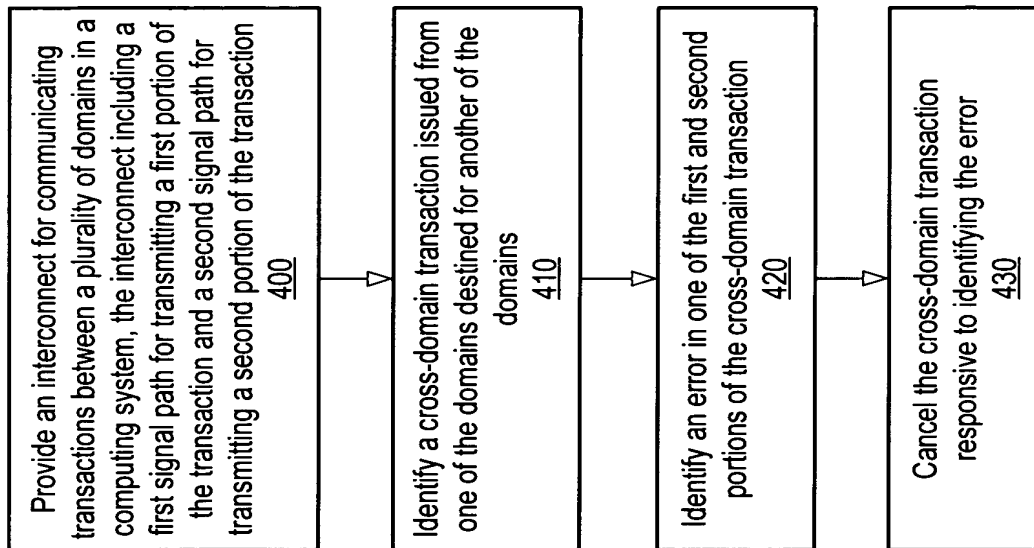 Provide an interconnect for communicating
transactions between a plurality of domains in a
computing system, the interconnect including a
first signal path for transmitting a first portion of
the transaction and a second signal path for
transmitting a second portion of the transaction
400
Identify a cross-domain transaction issued from
one of the domains destined for another of the
domains
410
Identify an error in one of the first and second
portions of the cross-domain transaction
420
Cancel the cross-domain transaction
responsive to identifying the error
430